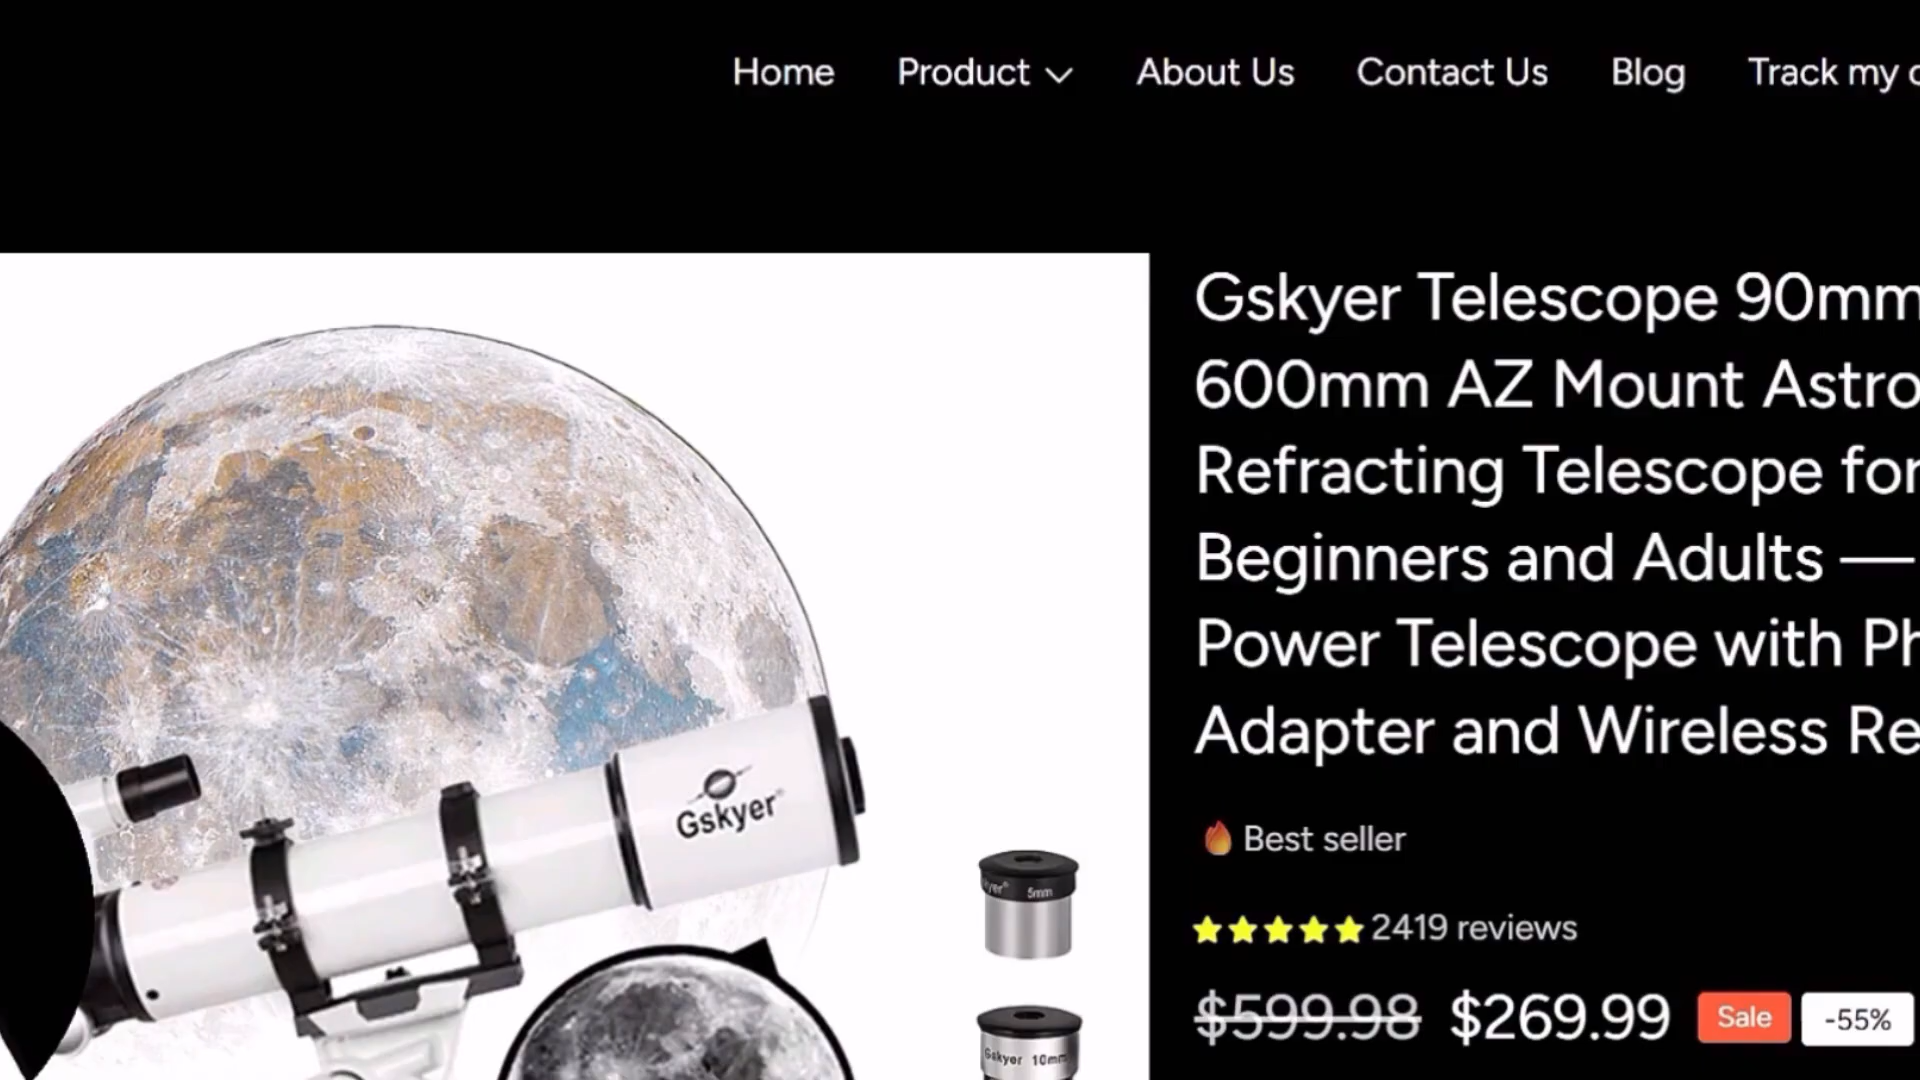 Home Product About Us Contact Us Blog Track my
Gskyer Telescope 90mm
600mm AZ Mount Astro
Refracting Telescope for
Beginners and Adults —
Power Telescope with Ph
Adapter and Wireless Re
Best seller
2419 reviews
$599.98 $269.99 Sale -55%
Gskyer
5mm
Gskyer 10mm